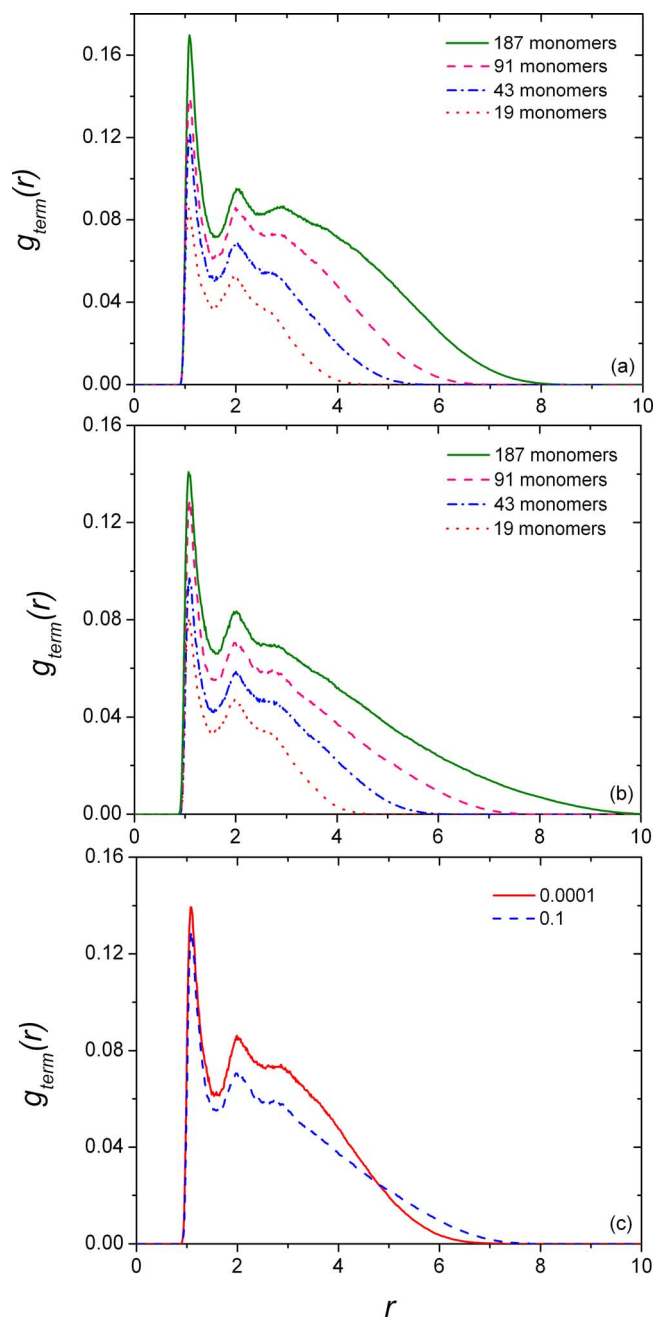 0.16
0.12
0.08
0.04
0.00
g_term(r)
187 monomers
91 monomers
43 monomers
19 monomers
(a)
0 2 4 6 8 10
0.16
0.12
0.08
0.04
0.00
g_term(r)
187 monomers
91 monomers
43 monomers
19 monomers
(b)
0 2 4 6 8 10
0.16
0.12
0.08
0.04
0.00
g_term(r)
0.0001
0.1
(c)
0 2 4 6 8 10
r